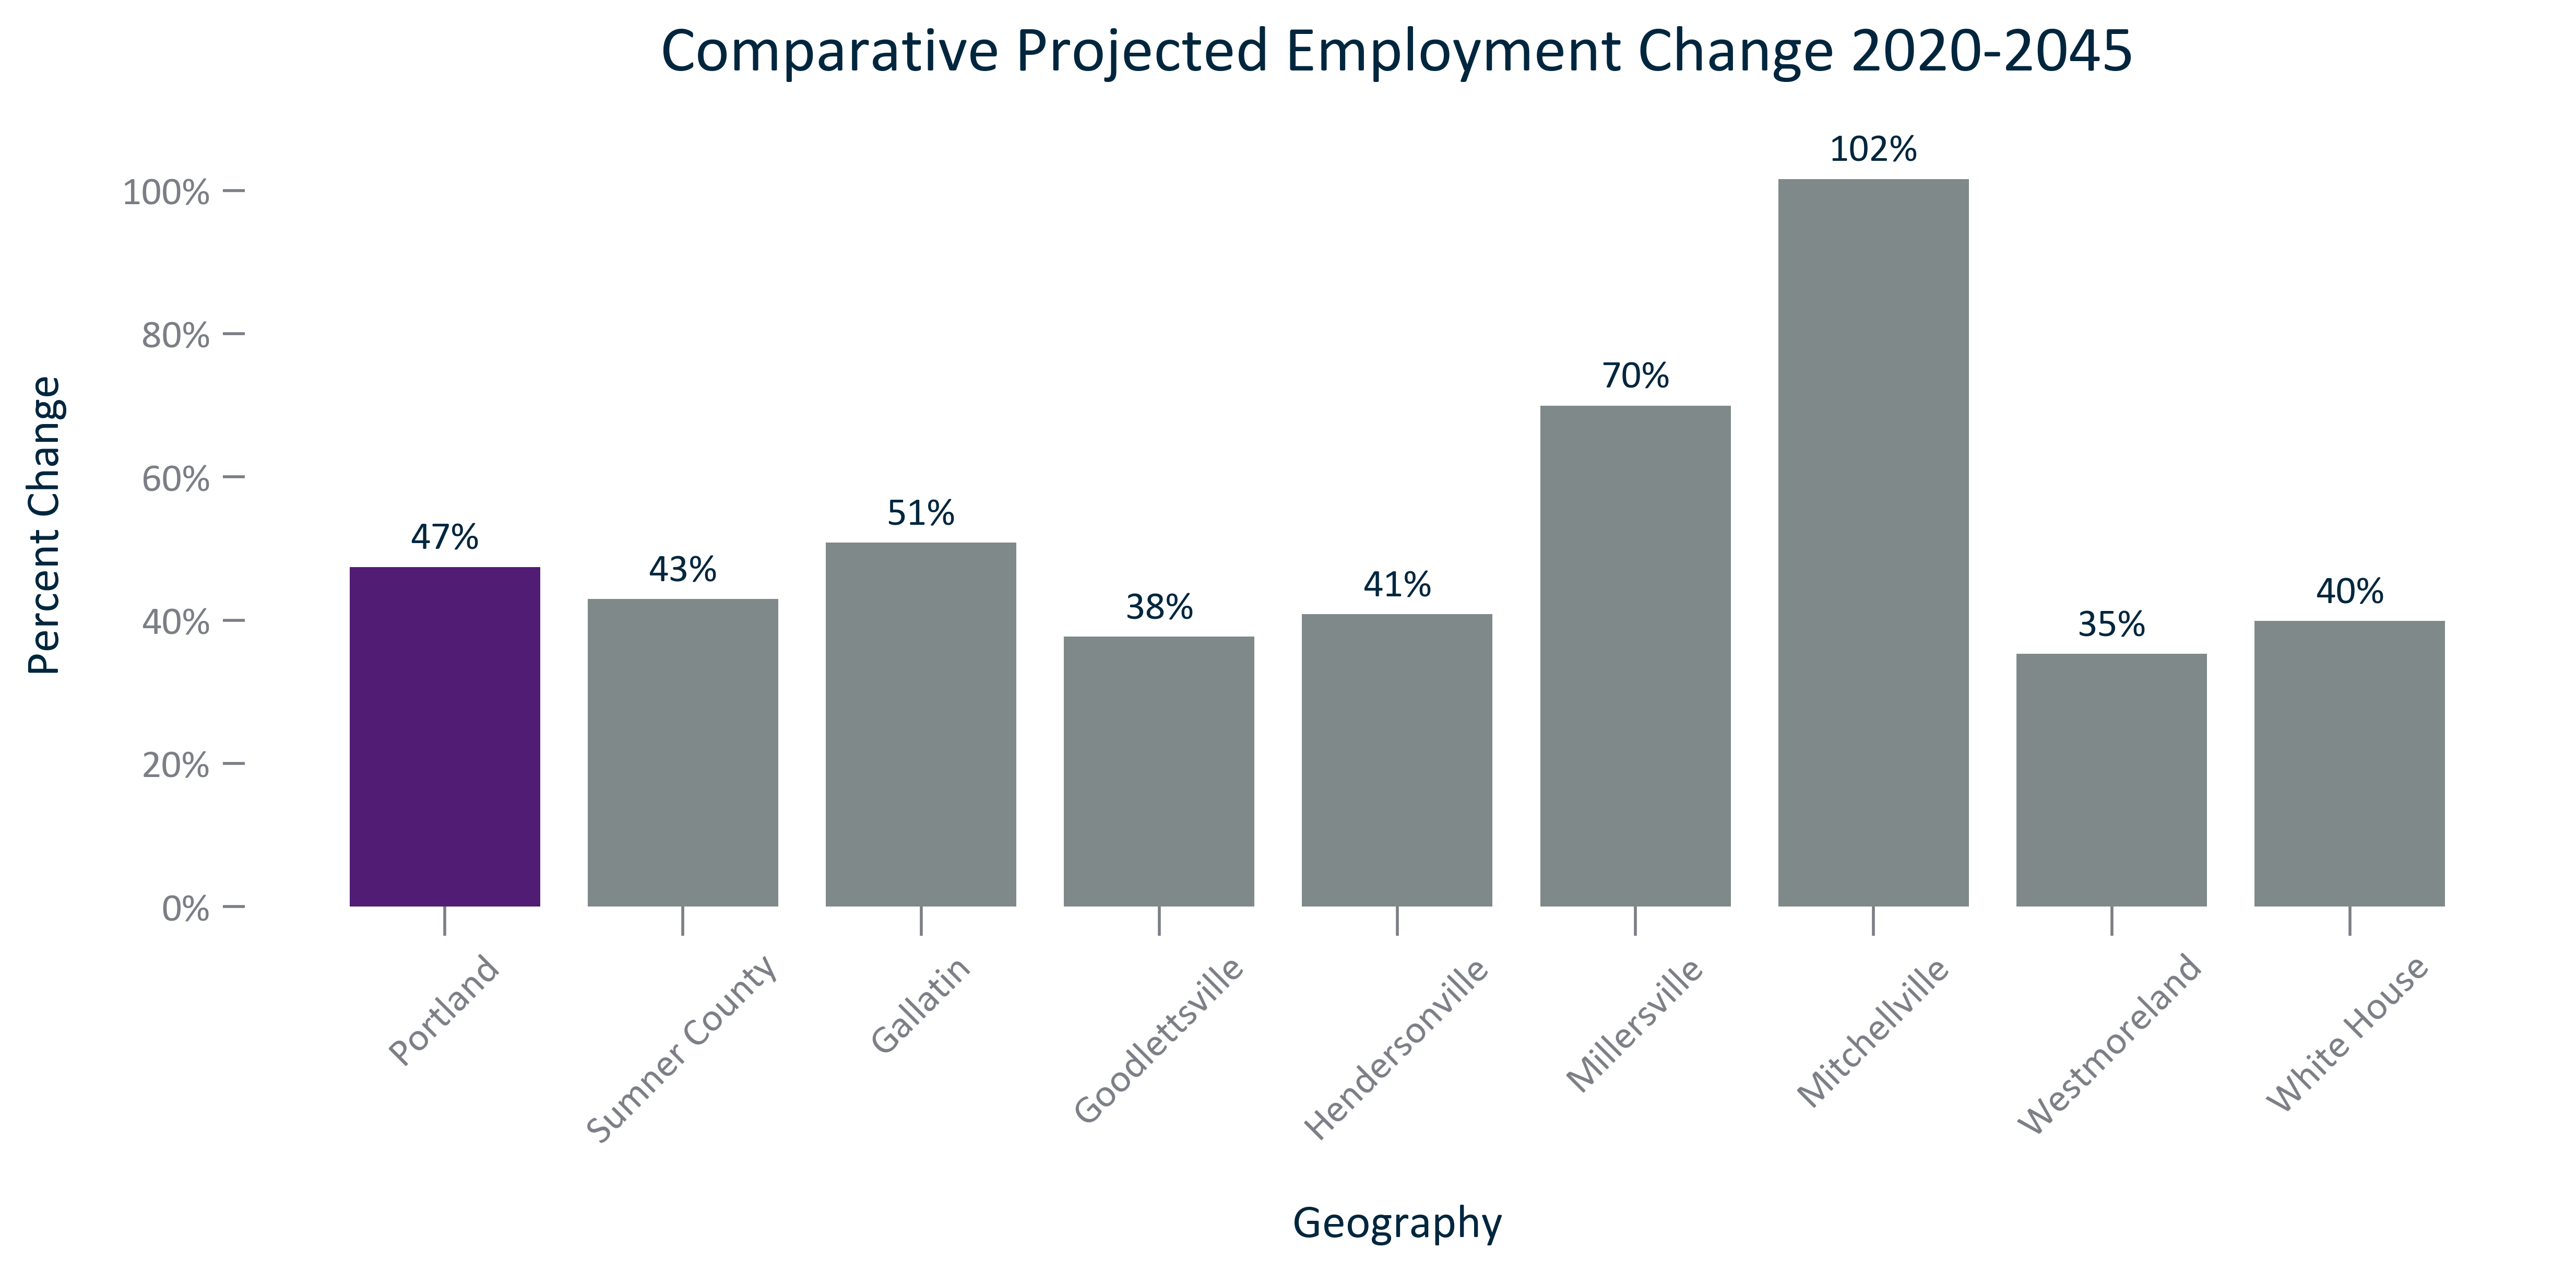 Comparative Projected Employment Change 2020-2045
Percent Change
100%
80%
60%
40%
20%
0%
47%
43%
51%
38%
41%
70%
102%
35%
40%
Portland
Sumner County
Gallatin
Goodlettsville
Hendersonville
Millersville
Mitchellville
Westmoreland
White House
Geography